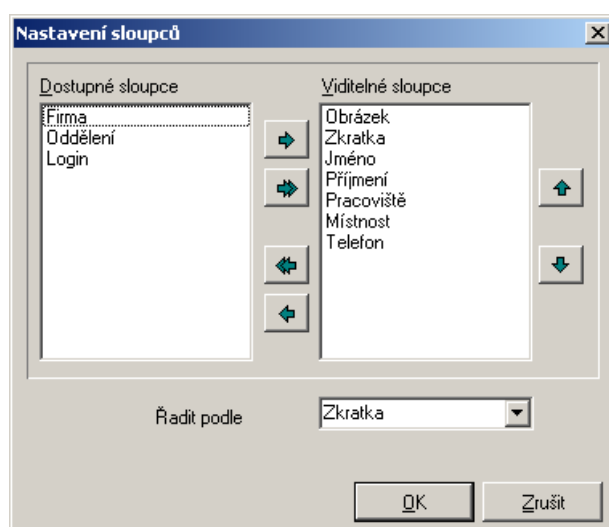 Nastavení sloupců
Dostupné sloupce
Firma
Oddělení
Login
Viditelné sloupce
Obrázek
Zkratka
Jméno
Příjmení
Pracoviště
Místnost
Telefon
Řadit podle
Zkratka
OK
Zrušit